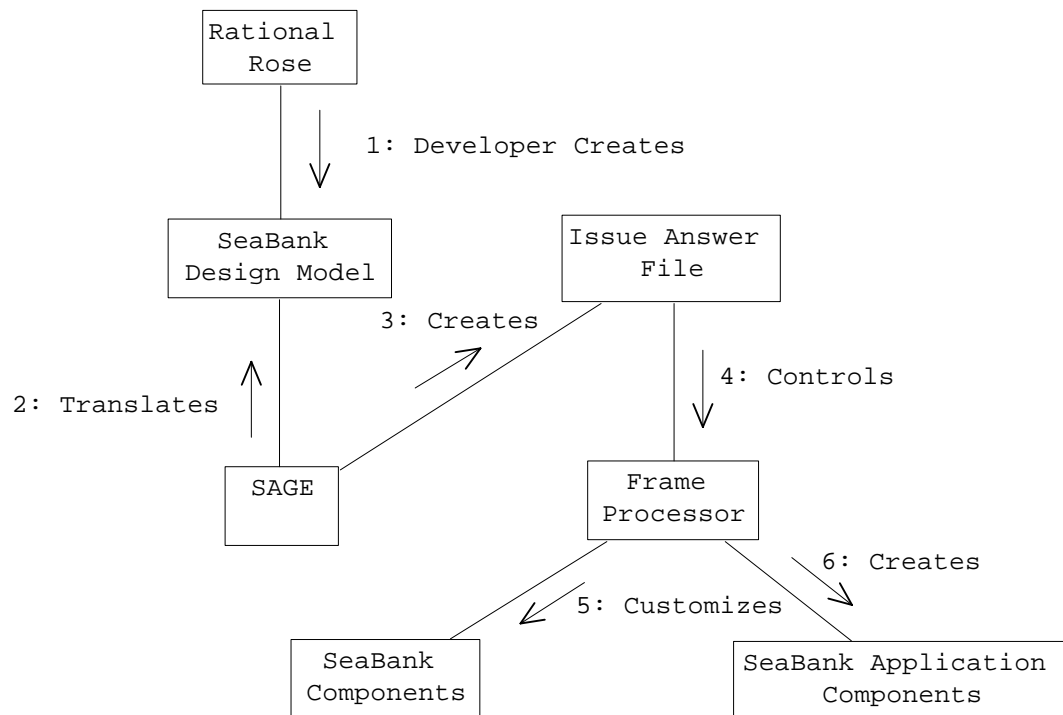 Rational
Rose
1: Developer Creates
SeaBank
Design Model
Issue Answer
File
3: Creates
4: Controls
2: Translates
SAGE
Frame
Processor
6: Creates
5: Customizes
SeaBank
Components
SeaBank Application
Components